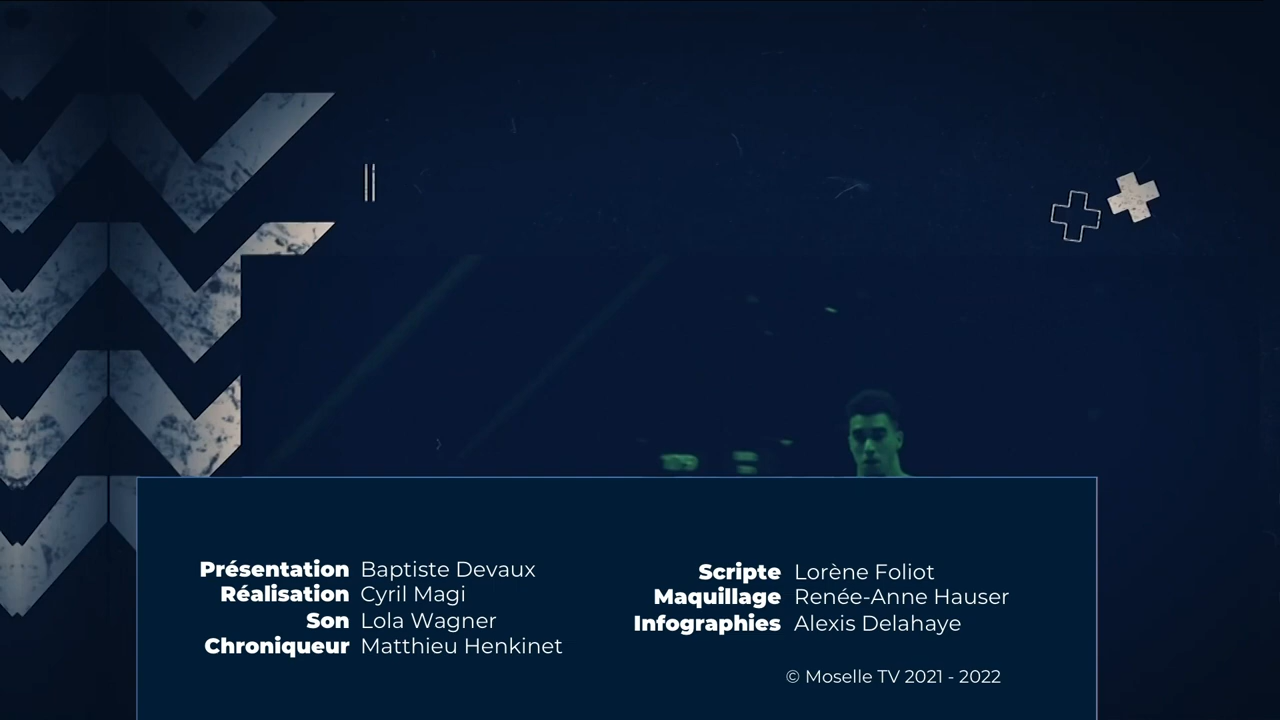 Présentation Baptiste Devaux
Réalisation Cyril Magi
Son Lola Wagner
Chroniqueur Matthieu Henkinet
Scripte Lorène Foliot
Maquillage Renée-Anne Hauser
Infographies Alexis Delahaye
© Moselle TV 2021 - 2022